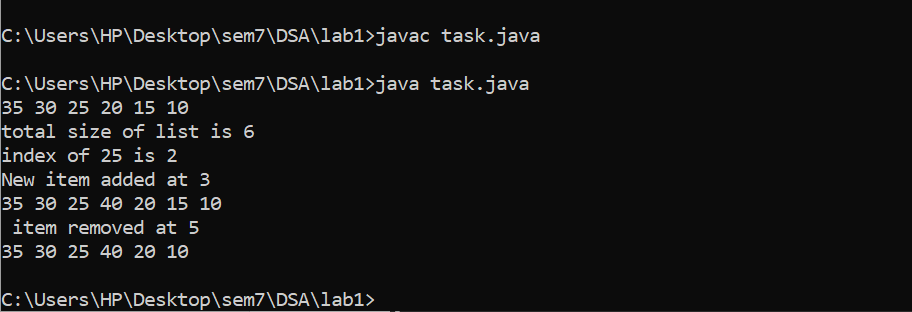 C:\Users\HP\Desktop\sem7\DSA\lab1>javac task.java
C:\Users\HP\Desktop\sem7\DSA\lab1>java task.java
35 30 25 20 15 10
total size of list is 6
index of 25 is 2
New item added at 3
35 30 25 40 20 15 10
 item removed at 5
35 30 25 40 20 10
C:\Users\HP\Desktop\sem7\DSA\lab1>